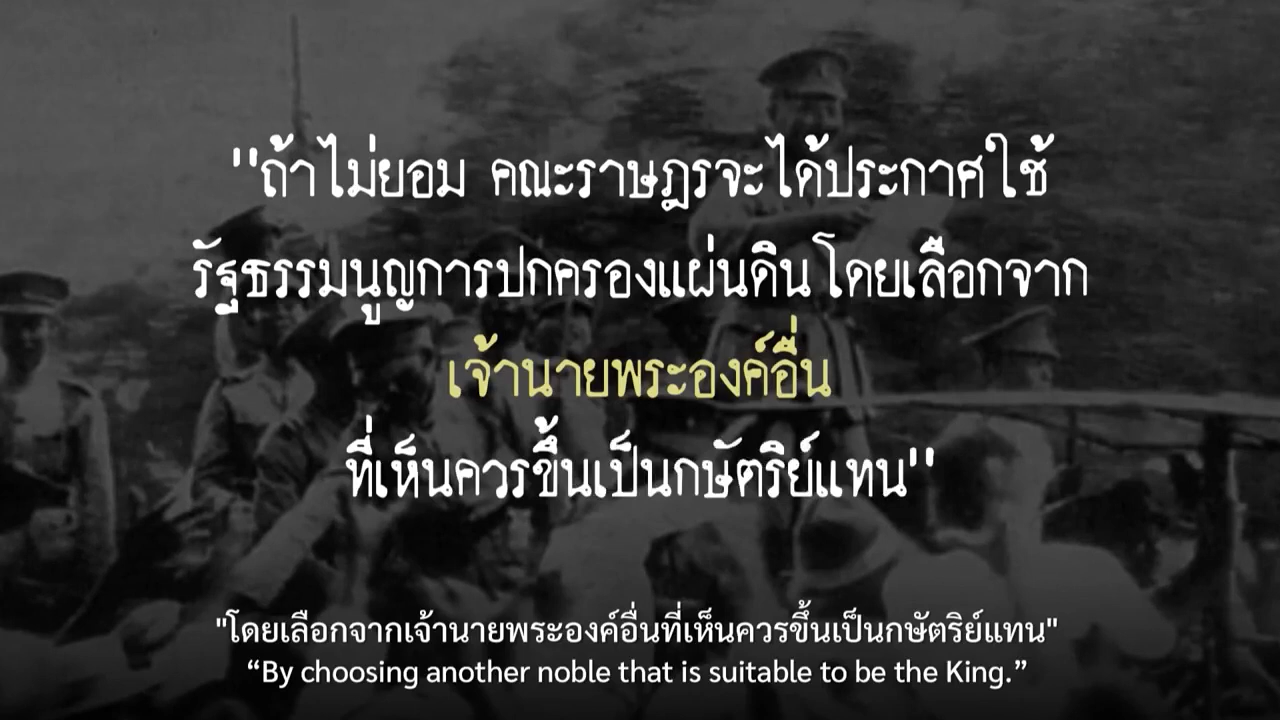 "ถ้าไม่ยอม คณะราษฎรจะได้ประกาศใช้
รัฐธรรมนูญการปกครองแผ่นดินโดยเลือกจาก
เจ้านายพระองค์อื่น
ที่เห็นควรขึ้นเป็นกษัตริย์แทน"
"โดยเลือกจากเจ้านายพระองค์อื่นที่เห็นควรขึ้นเป็นกษัตริย์แทน"
“By choosing another noble that is suitable to be the King.”